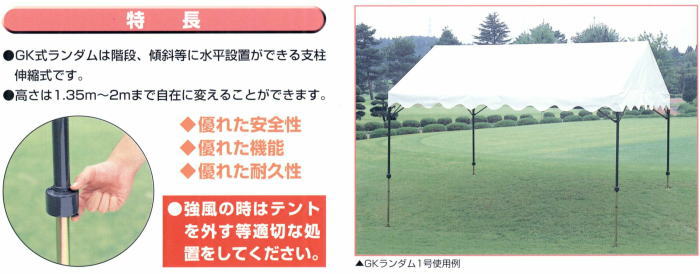 特長
●GK式ランダムは階段、傾斜等に水平設置ができる支柱
伸縮式です。
●高さは1.35m〜2mまで自在に変えることができます。
◆優れた安全性
◆優れた機能
◆優れた耐久性
●強風の時はテント
を外す等適切な処
置をしてください。
▲GKランダム1号使用例